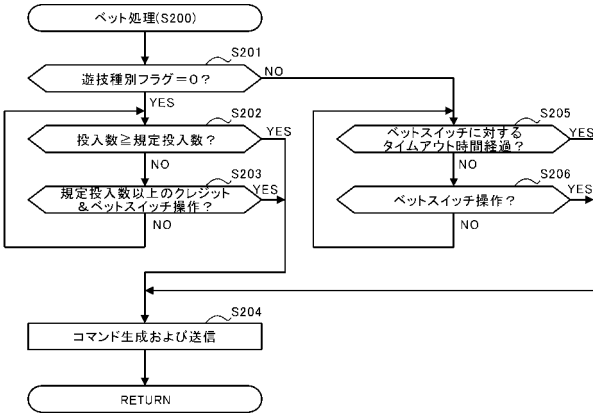 ベット処理(S200)
S201
遊技種別フラグ=0？
NO
YES
S202
投入数≧規定投入数？
YES
NO
S203
規定投入数以上のクレジット
&ベットスイッチ操作？
YES
NO
S205
ベットスイッチに対する
タイムアウト時間経過？
YES
NO
S206
ベットスイッチ操作？
YES
NO
S204
コマンド生成および送信
RETURN